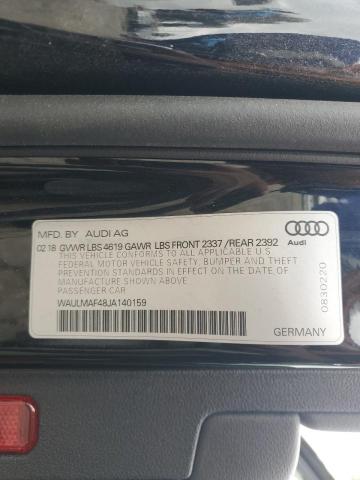 MFD. BY AUDI AG
02 18 GVWR LBS 4619 GAWR LBS FRONT 2337 /REAR 2392
Audi
THIS VEHICLE CONFORMS TO ALL APPLICABLE U S
FEDERAL MOTOR VEHICLE SAFETY, BUMPER, AND THEFT
PREVENTION STANDARDS IN EFFECT ON THE DATE OF
MANUFACTURE SHOWN ABOVE
PASSENGER CAR
WAULMAF48JA140159
0830220
GERMANY